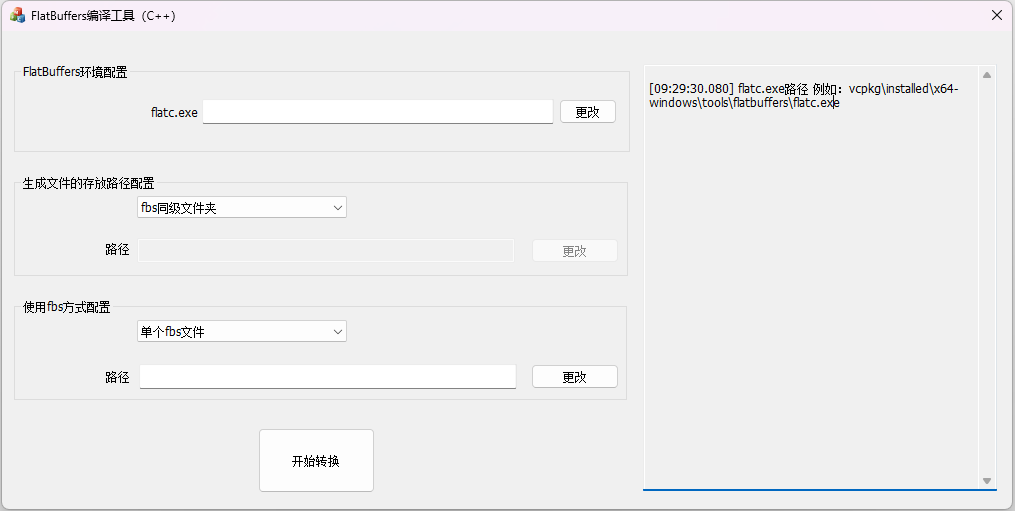 FlatBuffers编译工具（C++）
FlatBuffers环境配置
flatc.exe
更改
生成文件的存放路径配置
fbs同级文件夹
路径
更改
使用fbs方式配置
单个fbs文件
路径
更改
开始转换
[09:29:30.080] flatc.exe路径 例如：vcpkg\installed\x64-
windows\tools\flatbuffers\flatc.exe